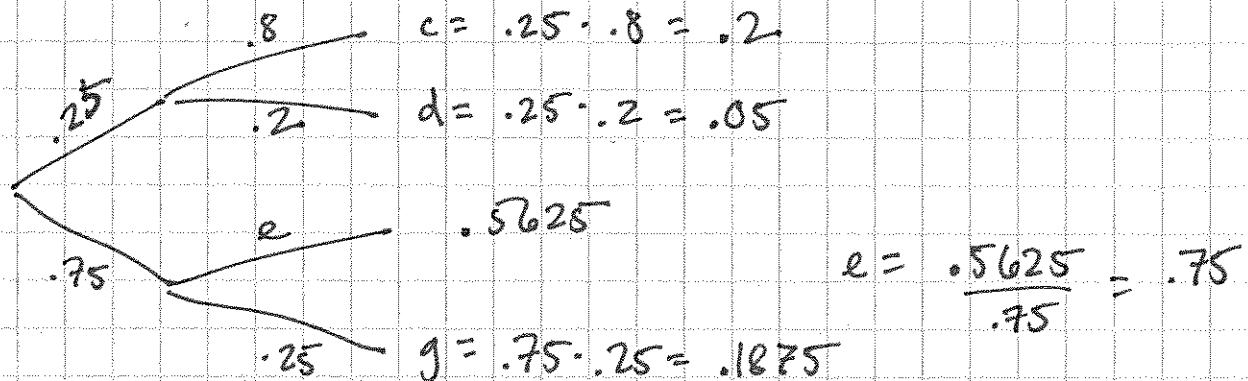 .8 c = .25 · .8 = .2
.25
.2 d = .25 · .2 = .05
e .5625
e = .5625 / .75 = .75
.75
.25 g = .75 · .25 = .1875